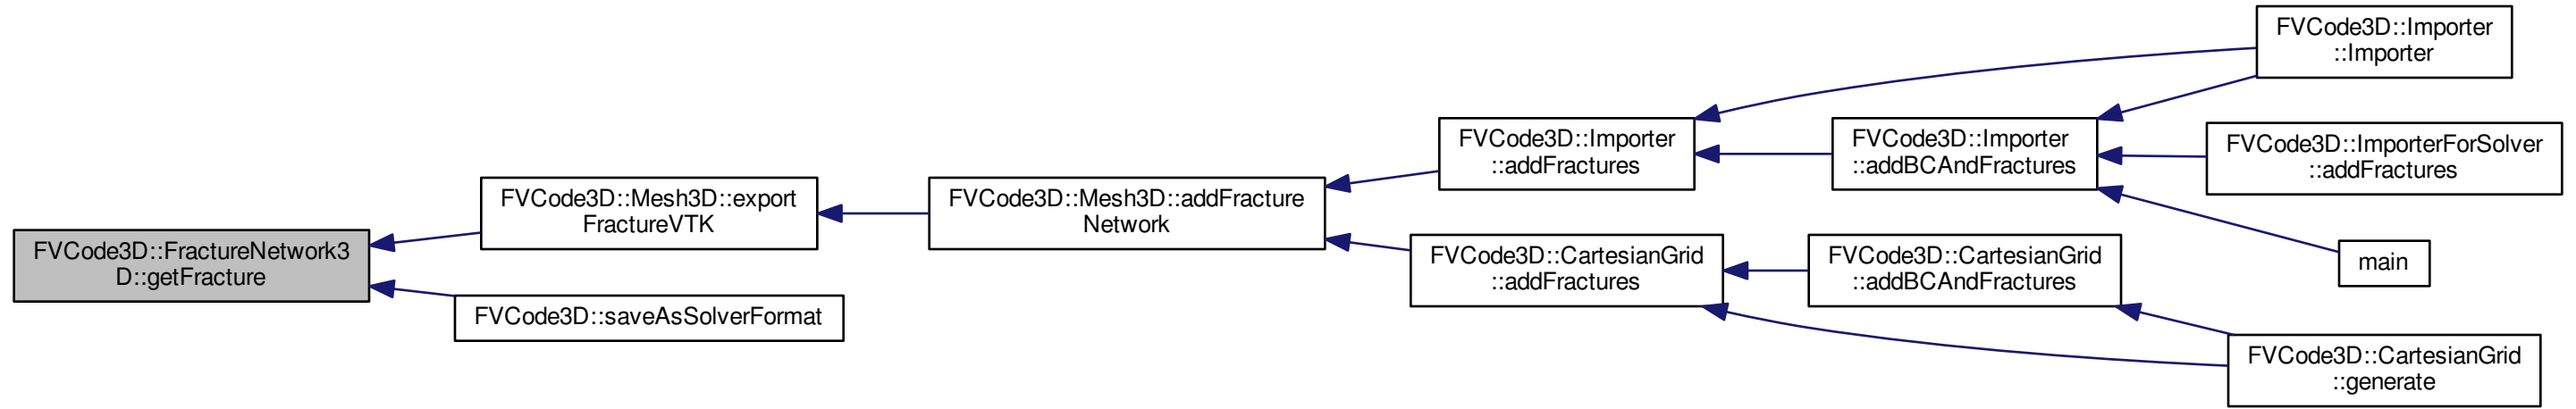 FVCode3D::FractureNetwork3
D::getFracture
FVCode3D::Mesh3D::export
FractureVTK
FVCode3D::saveAsSolverFormat
FVCode3D::Mesh3D::addFracture
Network
FVCode3D::Importer
::addFractures
FVCode3D::CartesianGrid
::addFractures
FVCode3D::Importer
::addBCAndFractures
FVCode3D::CartesianGrid
::addBCAndFractures
FVCode3D::Importer
::Importer
FVCode3D::ImporterForSolver
::addFractures
main
FVCode3D::CartesianGrid
::generate